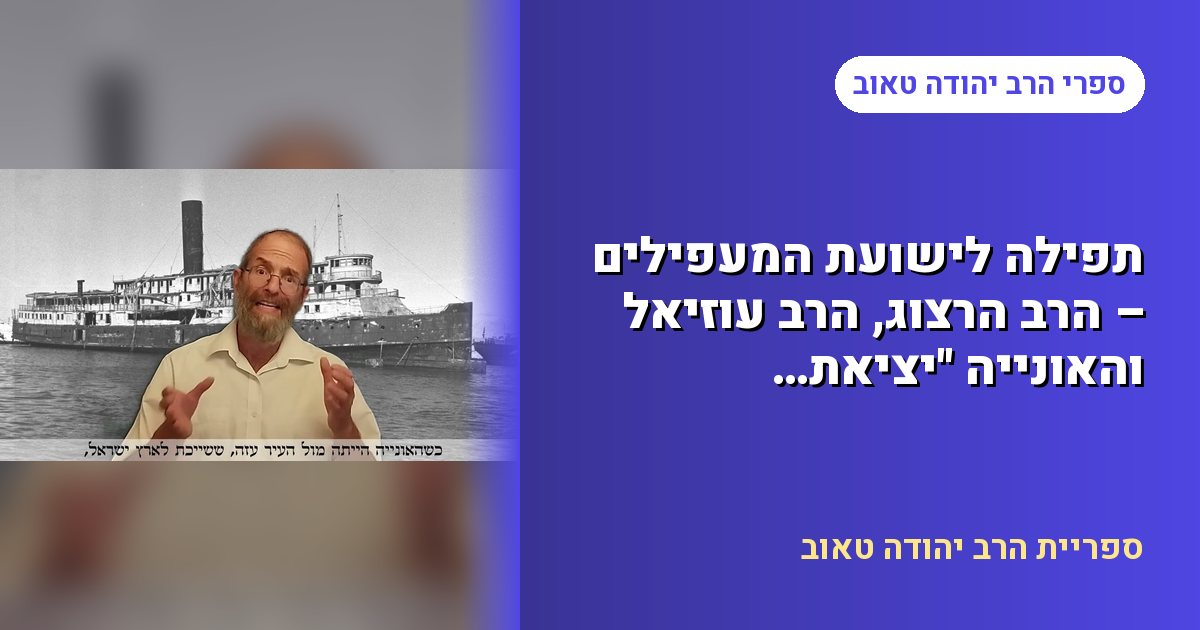 ספרי הרב יהודה טאוב
תפילה לישועת המעפילים
– הרב הרצוג, הרב עוזיאל
והאונייה "יציאת...
כשהאונייה הייתה מול העיר עזה, ששייכת לארץ ישראל,
ספריית הרב יהודה טאוב